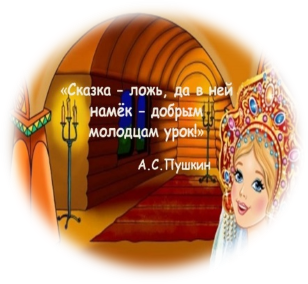 «Сказка – ложь, да в ней
намёк – добрым
молодцам урок!»
А.С.Пушкин